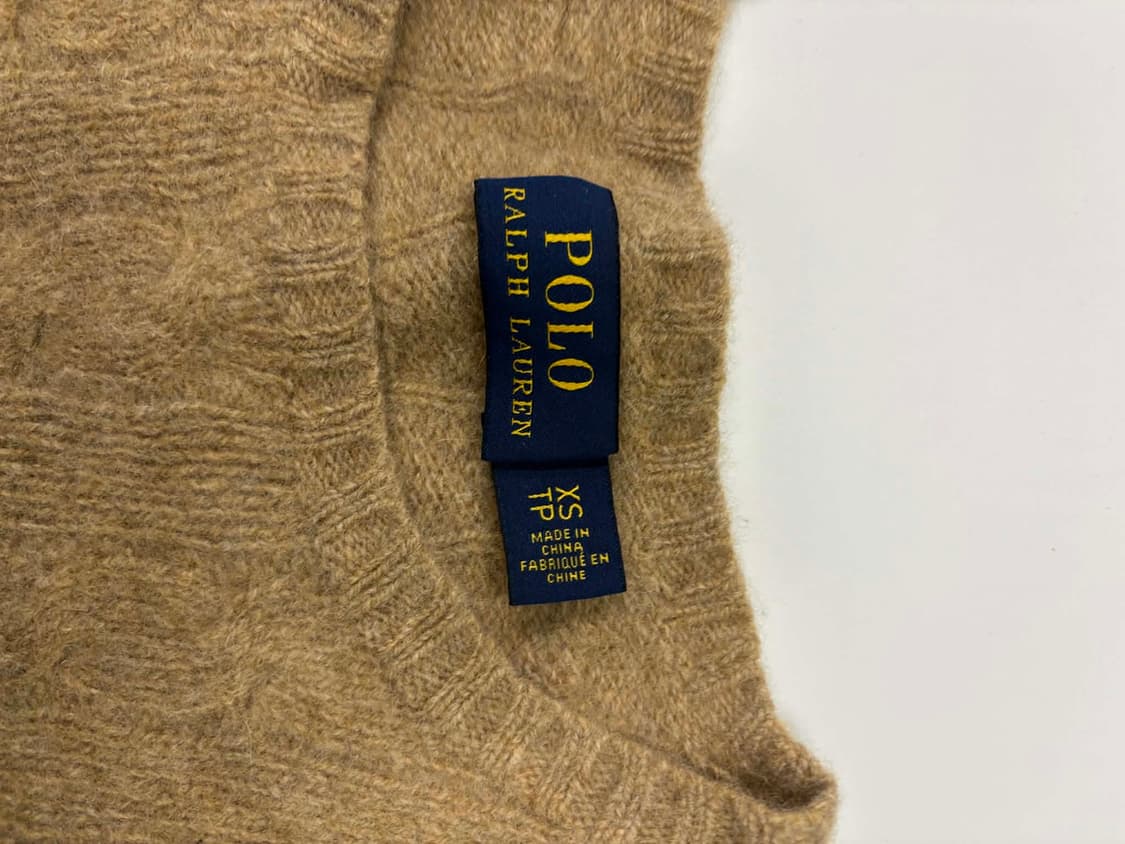 POLO
RALPH LAUREN
XS
TP
MADE IN
CHINA
FABRIQUÉ EN
CHINE